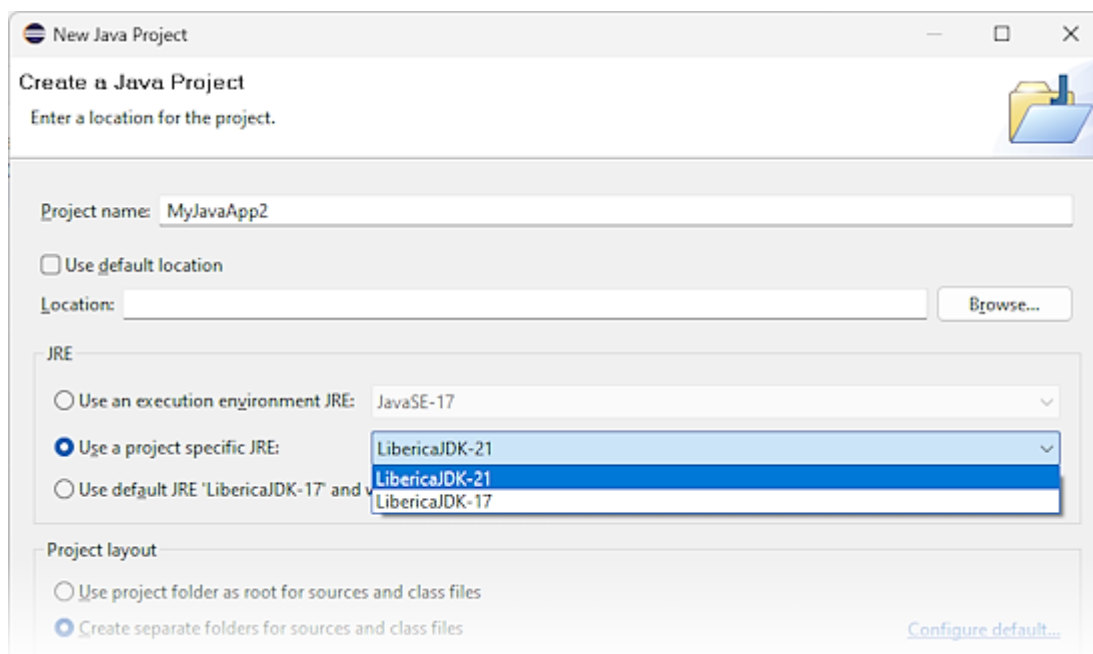 New Java Project
Create a Java Project
Enter a location for the project.
Project name: MyJavaApp2
Use default location
Location: Browse...
JRE
Use an execution environment JRE: JavaSE-17
Use a project specific JRE: LibericaJDK-21
LibericaJDK-21
Use default JRE 'LibericaJDK-17' and
LibericaJDK-17
Project layout
Use project folder as root for sources and class files
Create separate folders for sources and class files Configure default...